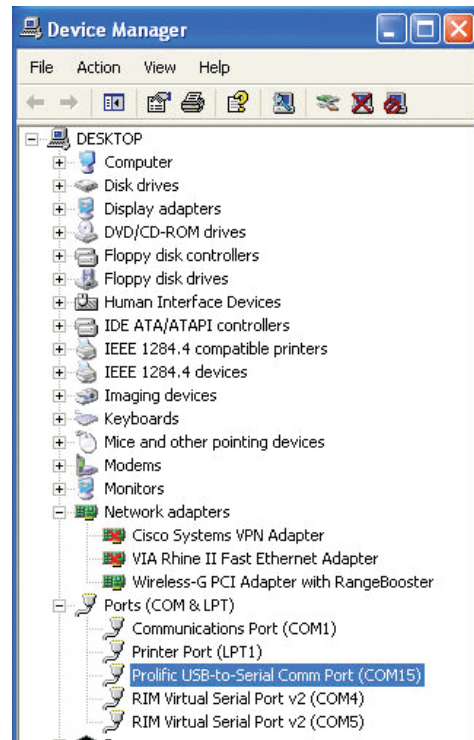 Device Manager
File Action View Help
DESKTOP
Computer
Disk drives
Display adapters
DVD/CD-ROM drives
Floppy disk controllers
Floppy disk drives
Human Interface Devices
IDE ATA/ATAPI controllers
IEEE 1284.4 compatible printers
IEEE 1284.4 devices
Imaging devices
Keyboards
Mice and other pointing devices
Modems
Monitors
Network adapters
Cisco Systems VPN Adapter
VIA Rhine II Fast Ethernet Adapter
Wireless-G PCI Adapter with RangeBooster
Ports (COM & LPT)
Communications Port (COM1)
Printer Port (LPT1)
Prolific USB-to-Serial Comm Port (COM15)
RIM Virtual Serial Port v2 (COM4)
RIM Virtual Serial Port v2 (COM5)